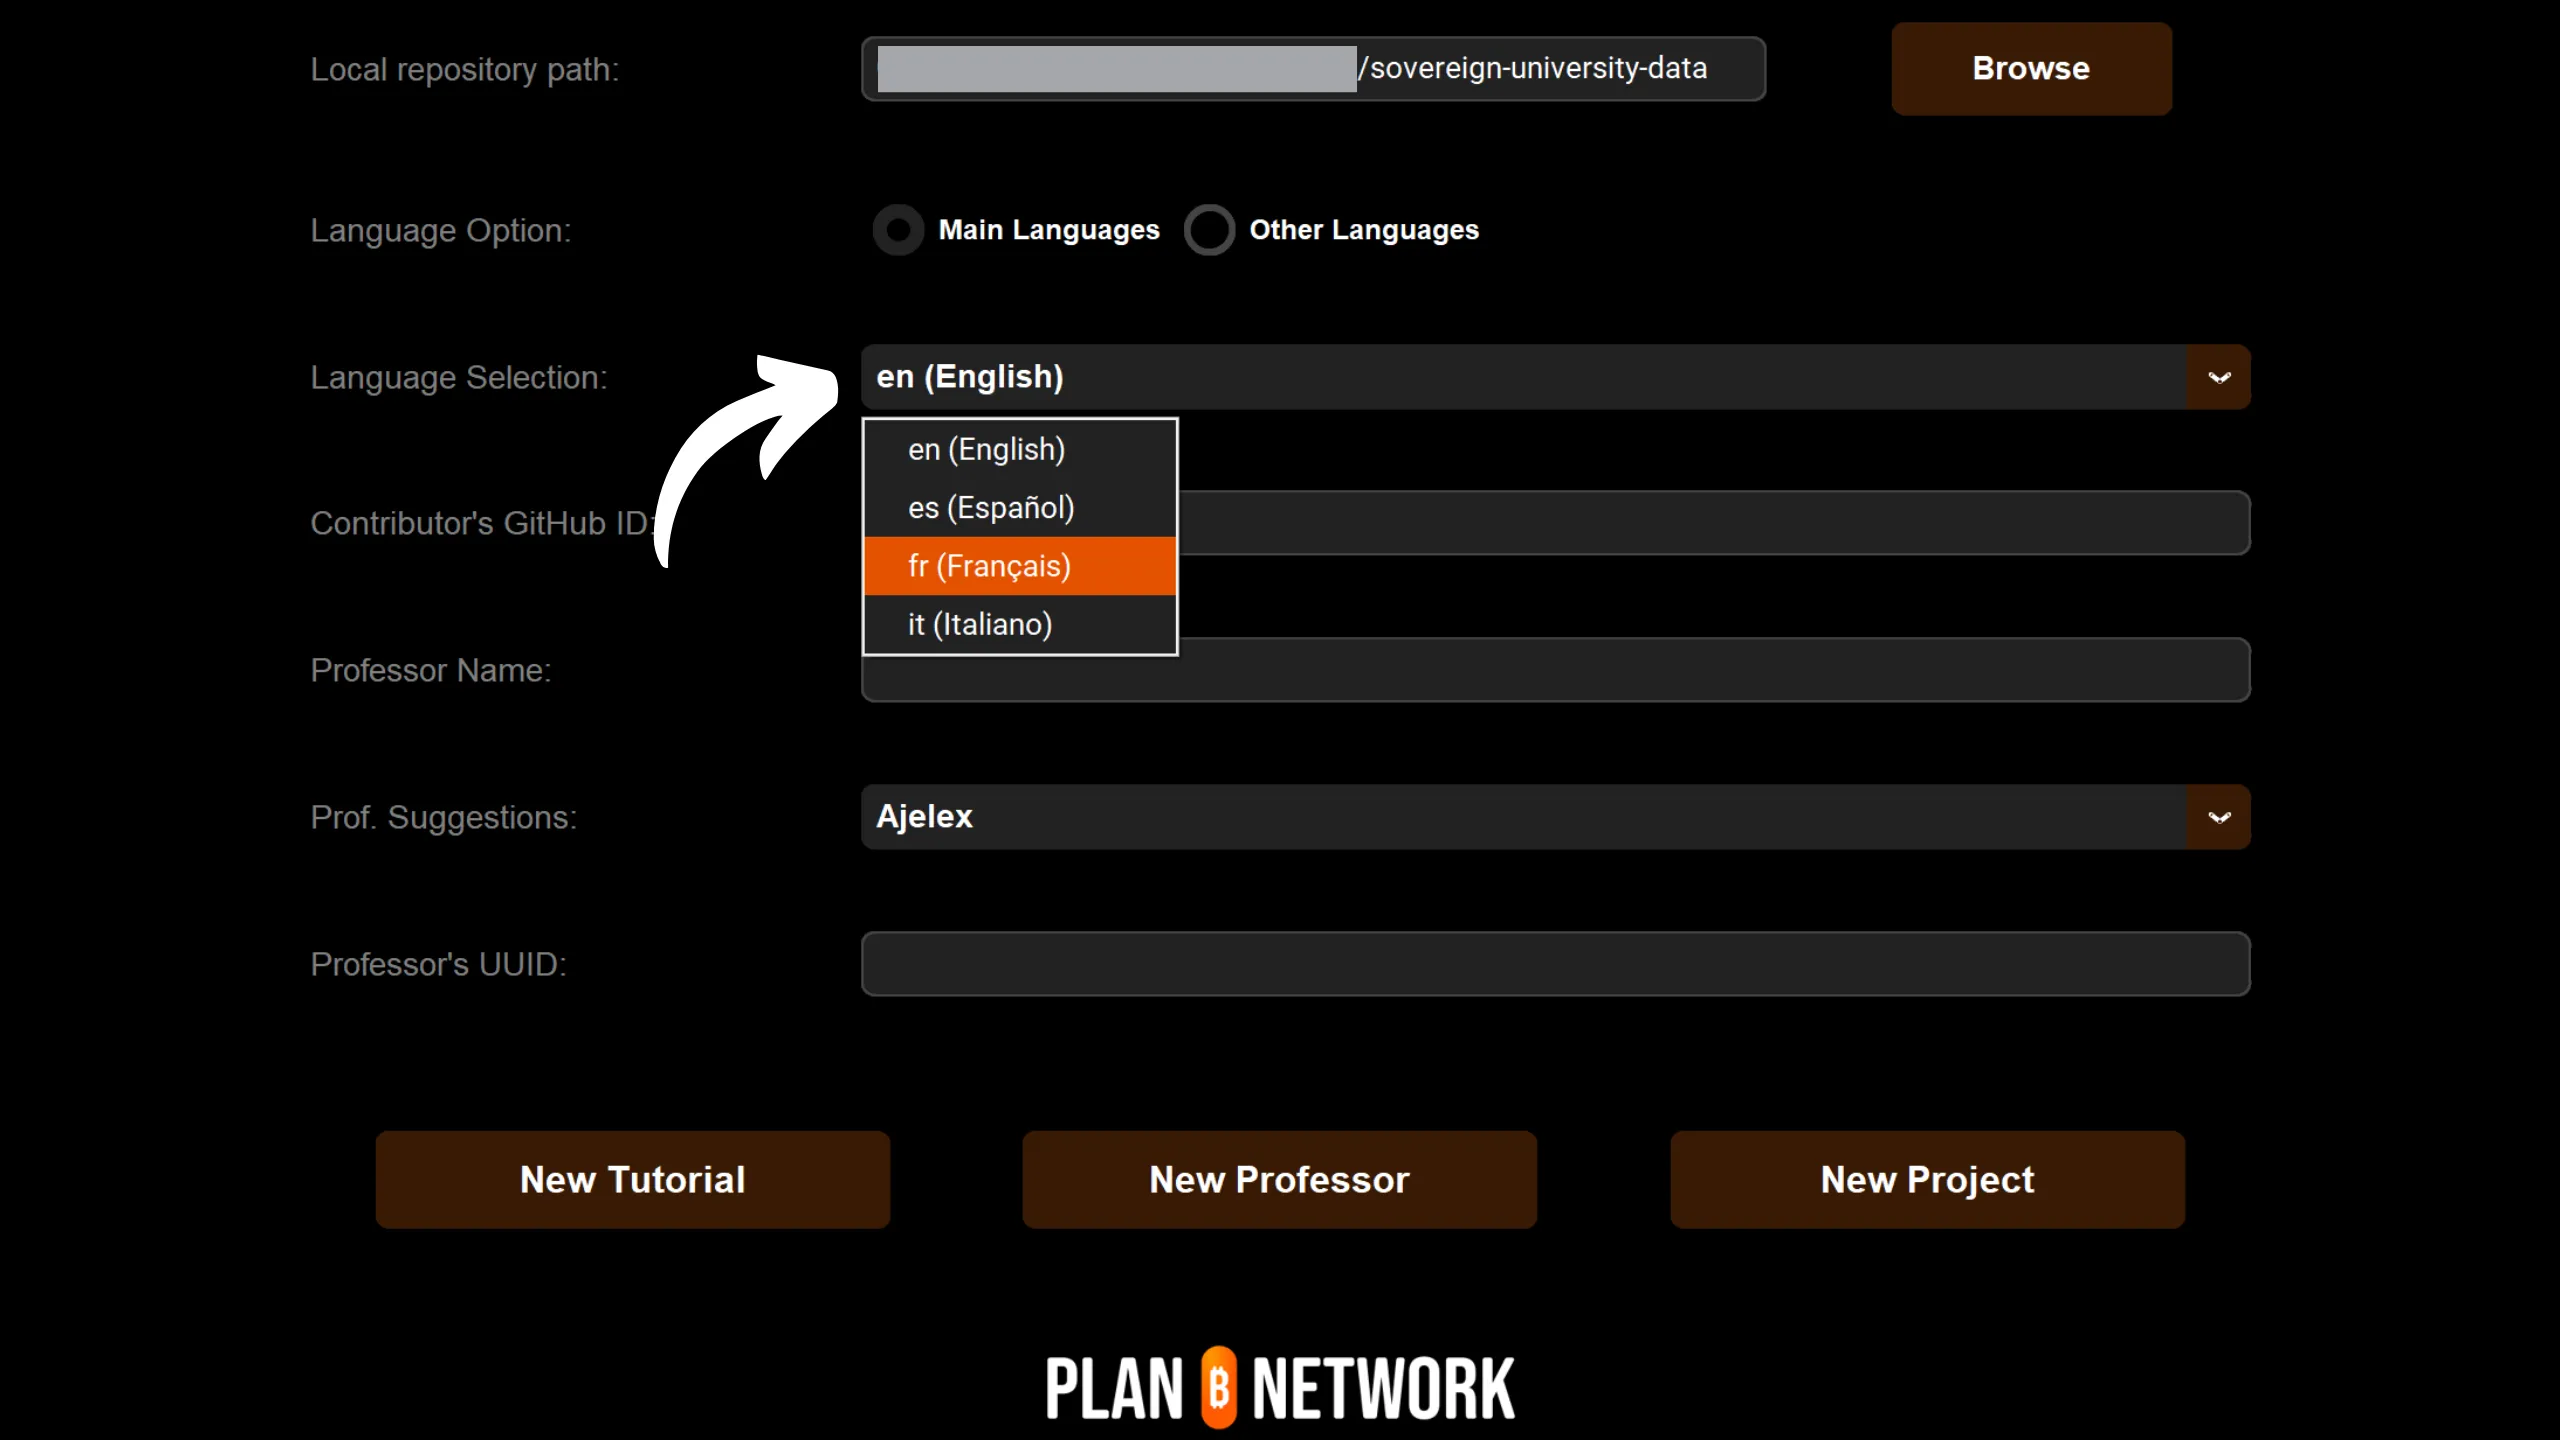 Local repository path:
/sovereign-university-data
Browse
Language Option:
Main Languages
Other Languages
Language Selection:
en (English)
en (English)
es (Español)
fr (Français)
it (Italiano)
Contributor's GitHub ID:
Professor Name:
Prof. Suggestions:
Ajelex
Professor's UUID:
New Tutorial
New Professor
New Project
PLAN ₿ NETWORK